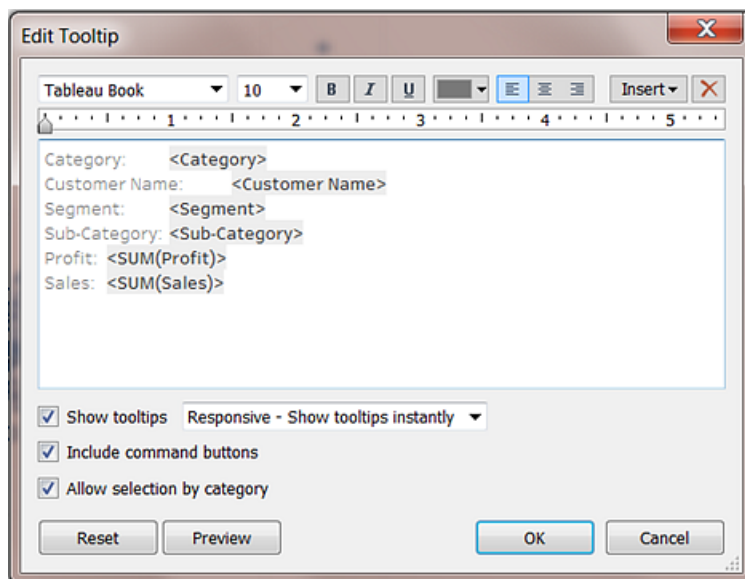 Edit Tooltip
Tableau Book 10 B I U Insert
1 2 3 4 5
Category: <Category>
Customer Name: <Customer Name>
Segment: <Segment>
Sub-Category: <Sub-Category>
Profit: <SUM(Profit)>
Sales: <SUM(Sales)>
Show tooltips Responsive - Show tooltips instantly
Include command buttons
Allow selection by category
Reset Preview OK Cancel